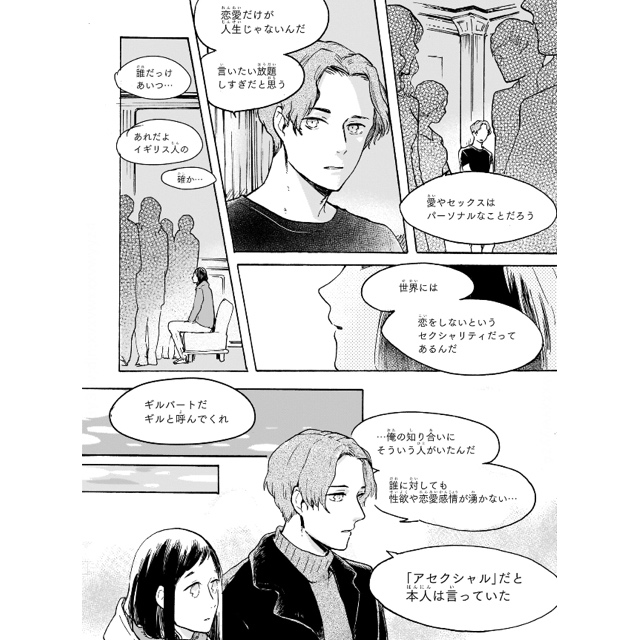 愛やセックスは
パーソナルなことだろう
恋愛だけが
人生じゃないんだ
言いたい放題
しすぎだと思う
誰だっけ
あいつ…
あれだよ
イギリス人の
確か…
世界には
恋をしないという
セクシャリティだって
あるんだ
…俺の知り合いに
そういう人がいたんだ
誰に対しても
性欲や恋愛感情が湧かない…
「アセクシャル」だと
本人は言っていた
ギルバートだ
ギルと呼んでくれ